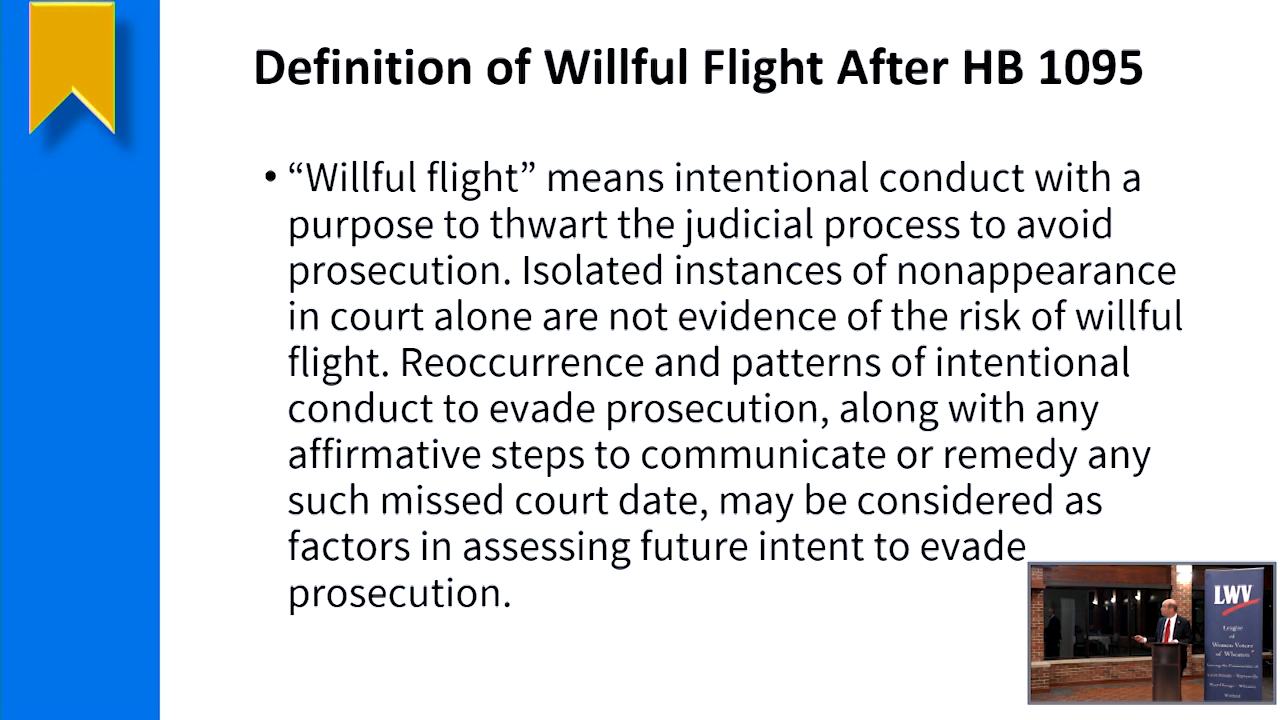 Definition of Willful Flight After HB 1095
• “Willful flight” means intentional conduct with a
purpose to thwart the judicial process to avoid
prosecution. Isolated instances of nonappearance
in court alone are not evidence of the risk of willful
flight. Reoccurrence and patterns of intentional
conduct to evade prosecution, along with any
affirmative steps to communicate or remedy any
such missed court date, may be considered as
factors in assessing future intent to evade
prosecution.
LWV
League
of
Women Voters
of Wheaton